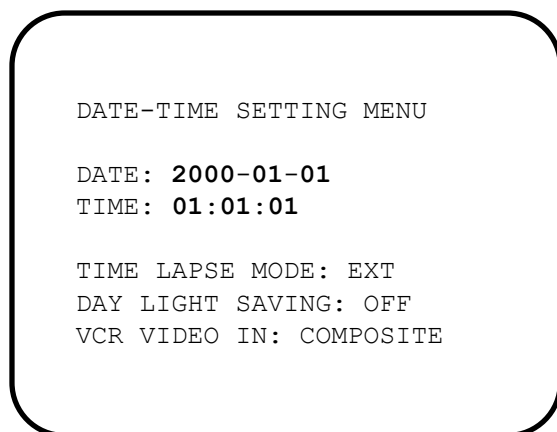 DATE-TIME SETTING MENU
DATE: 2000-01-01
TIME: 01:01:01
TIME LAPSE MODE: EXT
DAY LIGHT SAVING: OFF
VCR VIDEO IN: COMPOSITE